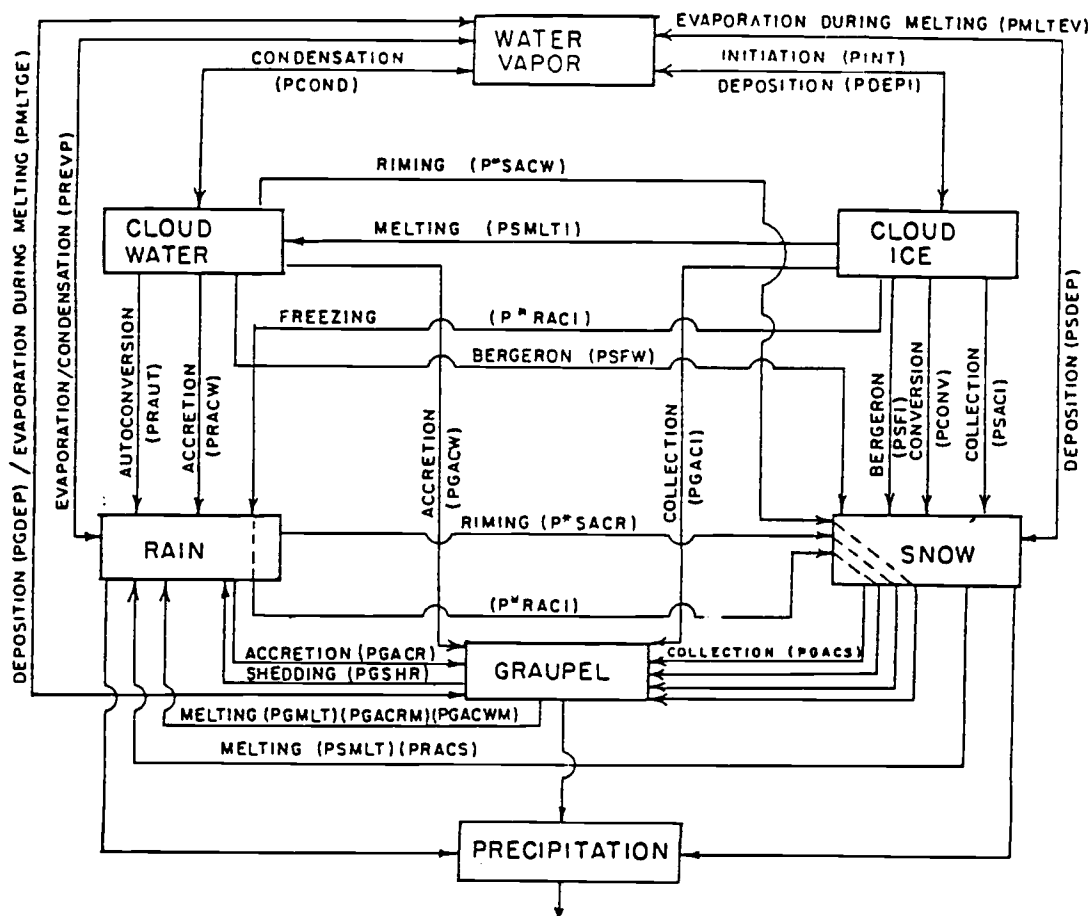 EVAPORATION DURING MELTING (PMLTEV)
WATER
VAPOR
CONDENSATION
(PCOND)
INITIATION (PINT)
DEPOSITION (PDEPI)
DEPOSITION (PGDEP) / EVAPORATION DURING MELTING (PMLTGE)
EVAPORATION/CONDENSATION (PREVP)
RIMING (P*SACW)
CLOUD
WATER
MELTING (PSMLTI)
CLOUD
ICE
FREEZING (P*RACI)
BERGERON (PSFW)
AUTOCONVERSION
(PRAUT)
ACCRETION
(PRACW)
ACCRETION
(PGACW)
COLLECTION
(PGACI)
BERGERON
(PSFI)
CONVERSION
(PCONV)
COLLECTION
(PSACI)
DEPOSITION (PSDEP)
RAIN
RIMING (P*SACR)
SNOW
(P*RACI)
ACCRETION (PGACR)
SHEDDING (PGSHR)
GRAUPEL
COLLECTION (PGACS)
MELTING (PGMLT)(PGACRM)(PGACWM)
MELTING (PSMLT)(PRACS)
PRECIPITATION